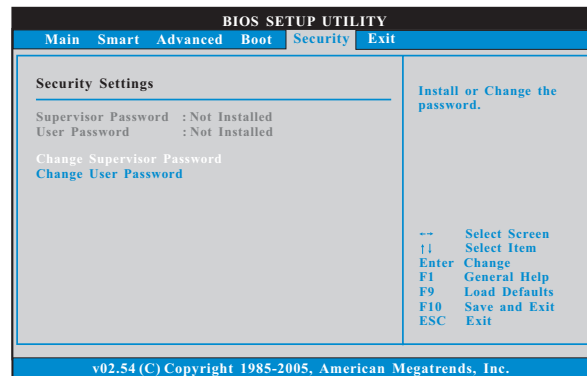 BIOS SETUP UTILITY
Main Smart Advanced Boot Security Exit
Security Settings
Supervisor Password : Not Installed
User Password : Not Installed
Change Supervisor Password
Change User Password
Install or Change the
password.
←→ Select Screen
↑↓ Select Item
Enter Change
F1 General Help
F9 Load Defaults
F10 Save and Exit
ESC Exit
v02.54 (C) Copyright 1985-2005, American Megatrends, Inc.